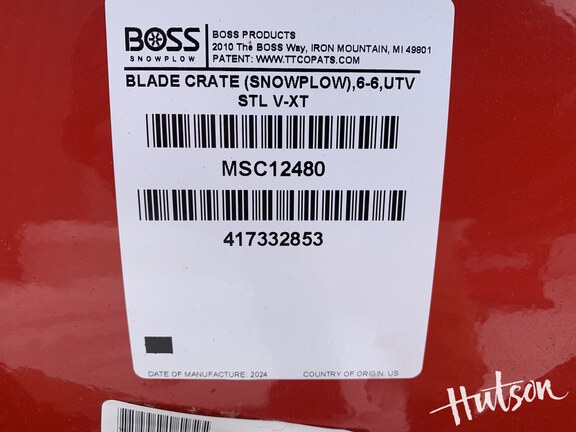 BOSS
SNOWPLOW
BOSS PRODUCTS
2010 The BOSS Way, IRON MOUNTAIN, MI 49801
PATENT: WWW.TTCOPATS.COM
BLADE CRATE (SNOWPLOW),6-6,UTV
STL V-XT
MSC12480
417332853
DATE OF MANUFACTURE: 2024 COUNTRY OF ORIGIN: US
Hutson